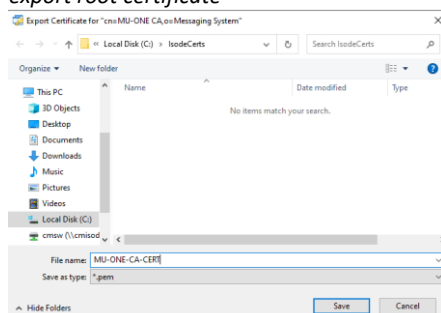 export root certificate
Export Certificate for "cn=MU-ONE CA,o=Messaging System"
« Local Disk (C:) › IsodeCerts
Search IsodeCerts
Organize
New folder
Name
Date modified
Type
No items match your search.
This PC
3D Objects
Desktop
Documents
Downloads
Music
Pictures
Videos
Local Disk (C:)
cmsw (\\cmisod
File name: MU-ONE-CA-CERT
Save as type: *.pem
Hide Folders
Save
Cancel